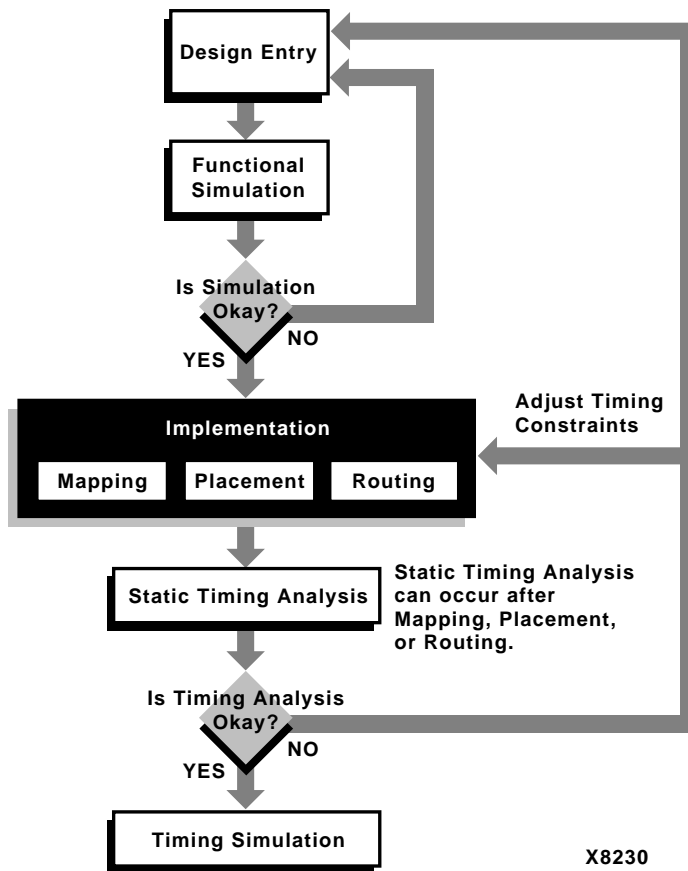 Design Entry
Functional
Simulation
Is Simulation
Okay?
NO
YES
Adjust Timing
Constraints
Implementation
Mapping
Placement
Routing
Static Timing Analysis
Static Timing Analysis
can occur after
Mapping, Placement,
or Routing.
Is Timing Analysis
Okay?
NO
YES
Timing Simulation
X8230